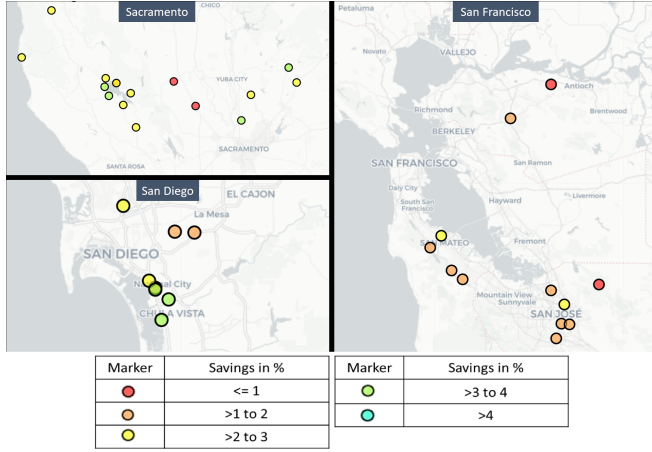 Sacramento
CHICO
YUBA CITY
SACRAMENTO
SANTA ROSA
San Diego
EL CAJON
La Mesa
SAN DIEGO
CHULA VISTA
San Francisco
Petaluma
Novato
VALLEJO
Antioch
Richmond
Brentwood
BERKELEY
SAN FRANCISCO
San Ramon
Daly City
South San
Francisco
Hayward
Livermore
SAN MATEO
Fremont
Mountain View
Sunnyvale
SAN JOSÉ
Marker Savings in %
<= 1
>1 to 2
>2 to 3
Marker Savings in %
>3 to 4
>4